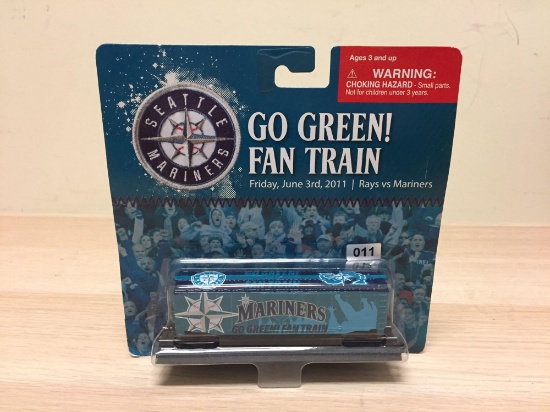 SEATTLE
MARINERS
GO GREEN!
FAN TRAIN
Friday, June 3rd, 2011 | Rays vs Mariners
Ages 3 and up
WARNING:
CHOKING HAZARD - Small parts.
Not for children under 3 years.
011
MARINERS
GO GREEN! FAN TRAIN